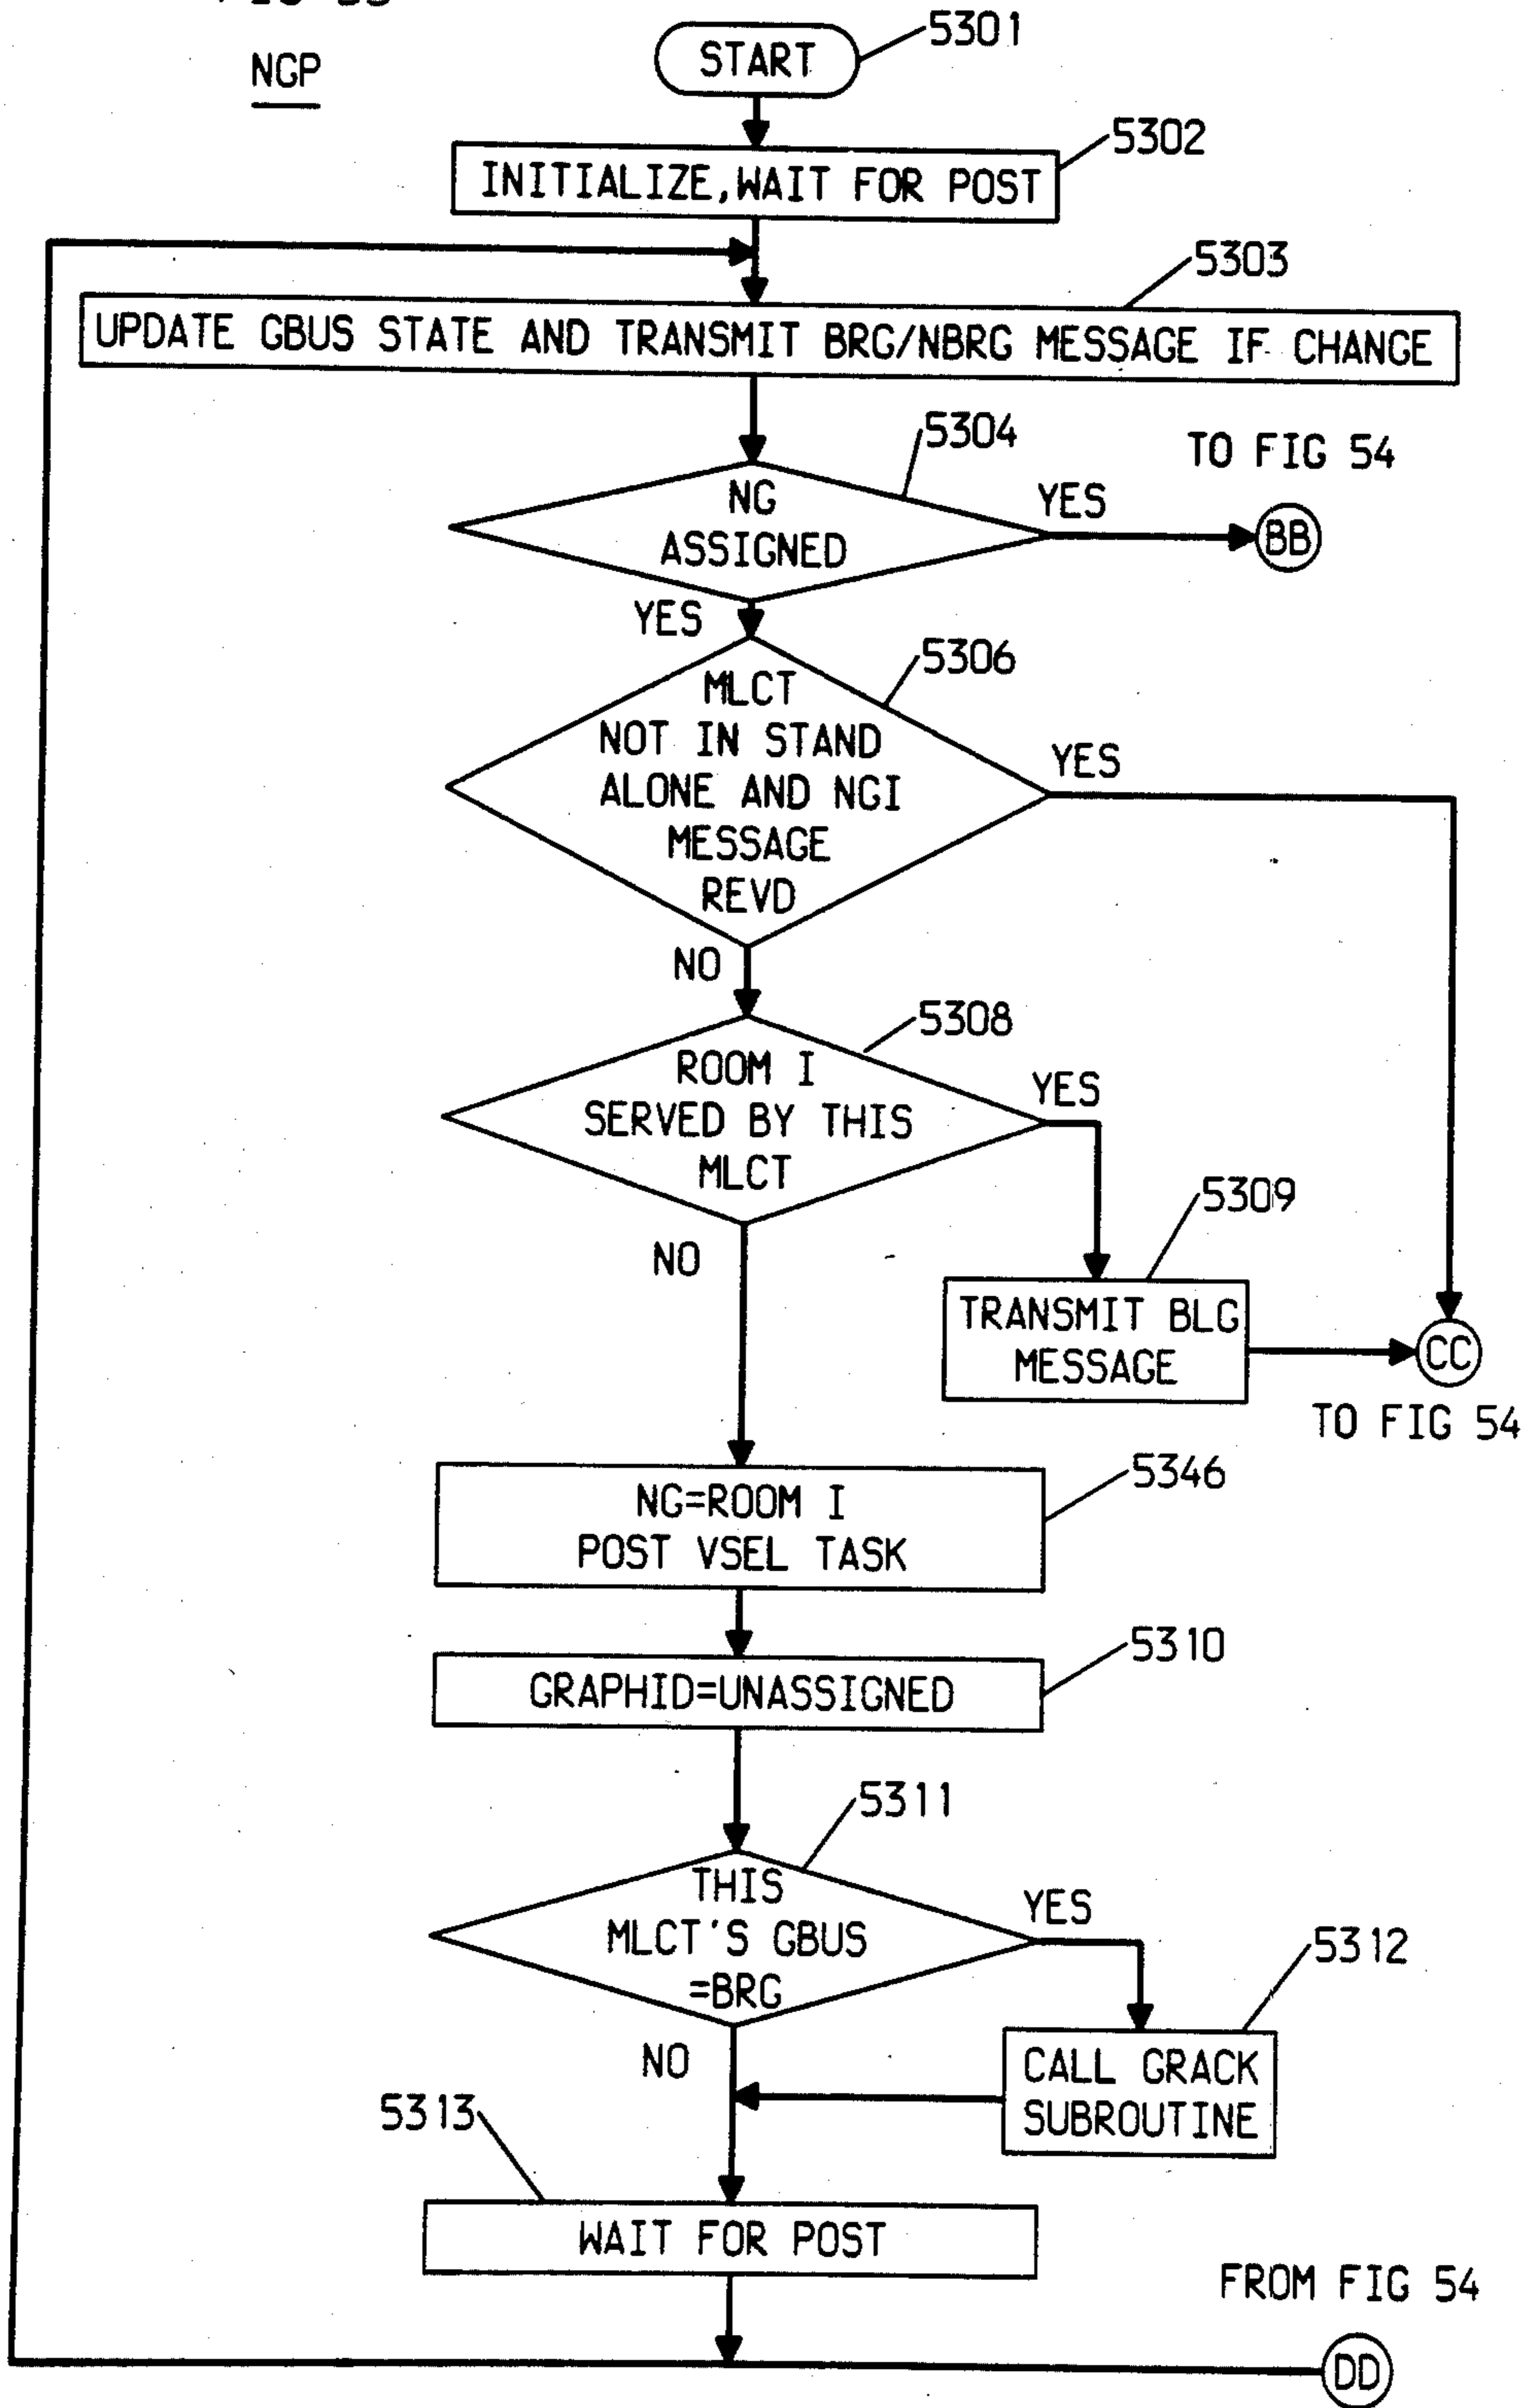 NGP
START
5301
5302
INITIALIZE,WAIT FOR POST
5303
UPDATE GBUS STATE AND TRANSMIT BRG/NBRG MESSAGE IF CHANGE
5304
TO FIG 54
NG
ASSIGNED
YES
BB
YES
5306
MLCT
NOT IN STAND
ALONE AND NGI
MESSAGE
REVD
YES
NO
5308
ROOM I
SERVED BY THIS
MLCT
YES
5309
NO
TRANSMIT BLG
MESSAGE
CC
TO FIG 54
5346
NG=ROOM I
POST VSEL TASK
5310
GRAPHID=UNASSIGNED
5311
THIS
MLCT'S GBUS
=BRG
YES
5312
NO
CALL GRACK
SUBROUTINE
5313
WAIT FOR POST
FROM FIG 54
DD